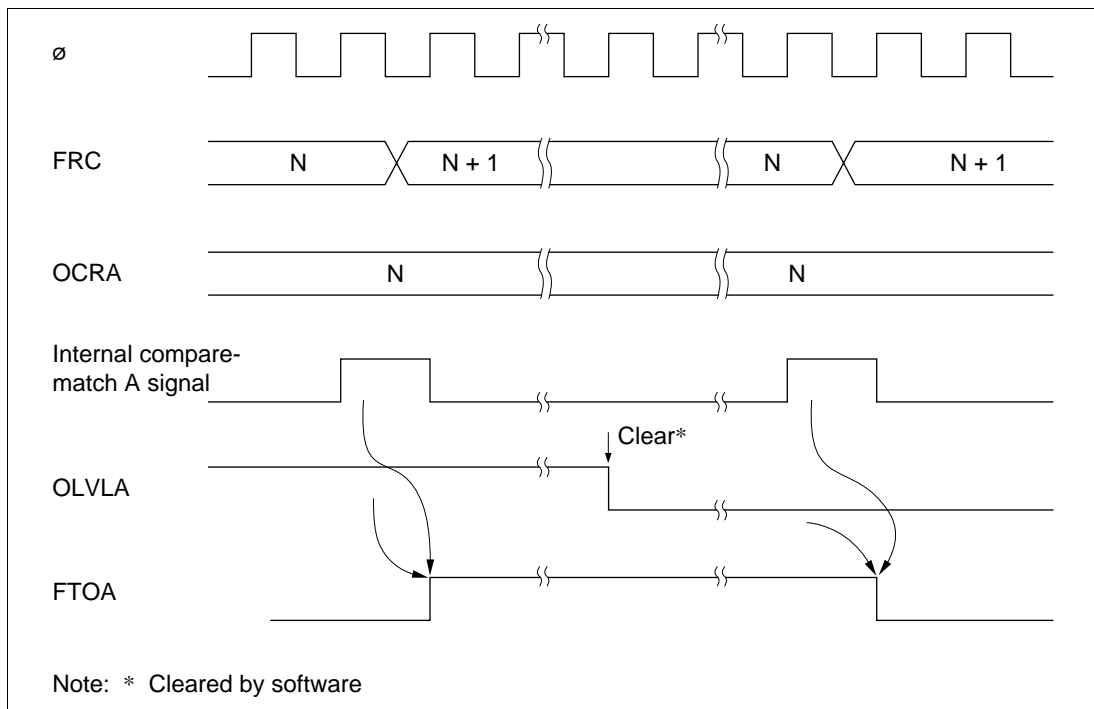 ø
FRC
N
N + 1
N
N + 1
OCRA
N
N
Internal compare-
match A signal
Clear*
OLVLA
FTOA
Note: * Cleared by software